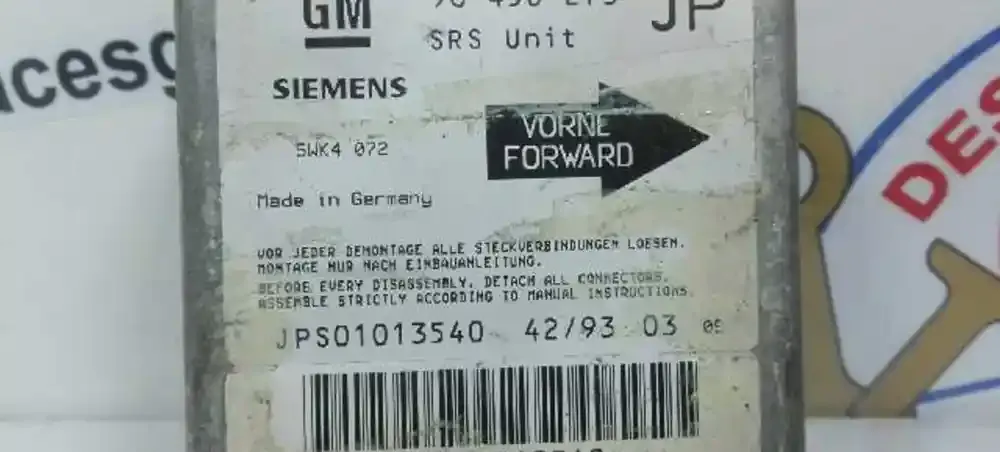 GM
JP
SRS Unit
SIEMENS
5WK4 072
VORNE
FORWARD
Made in Germany
VOR JEDER DEMONTAGE ALLE STECKVERBINDUNGEN LOESEN.
MONTAGE NUR NACH EINBAUANLEITUNG.
BEFORE EVERY DISASSEMBLY, DETACH ALL CONNECTORS.
ASSEMBLE STRICTLY ACCORDING TO MANUAL INSTRUCTIONS.
JPS01013540 42/93 03